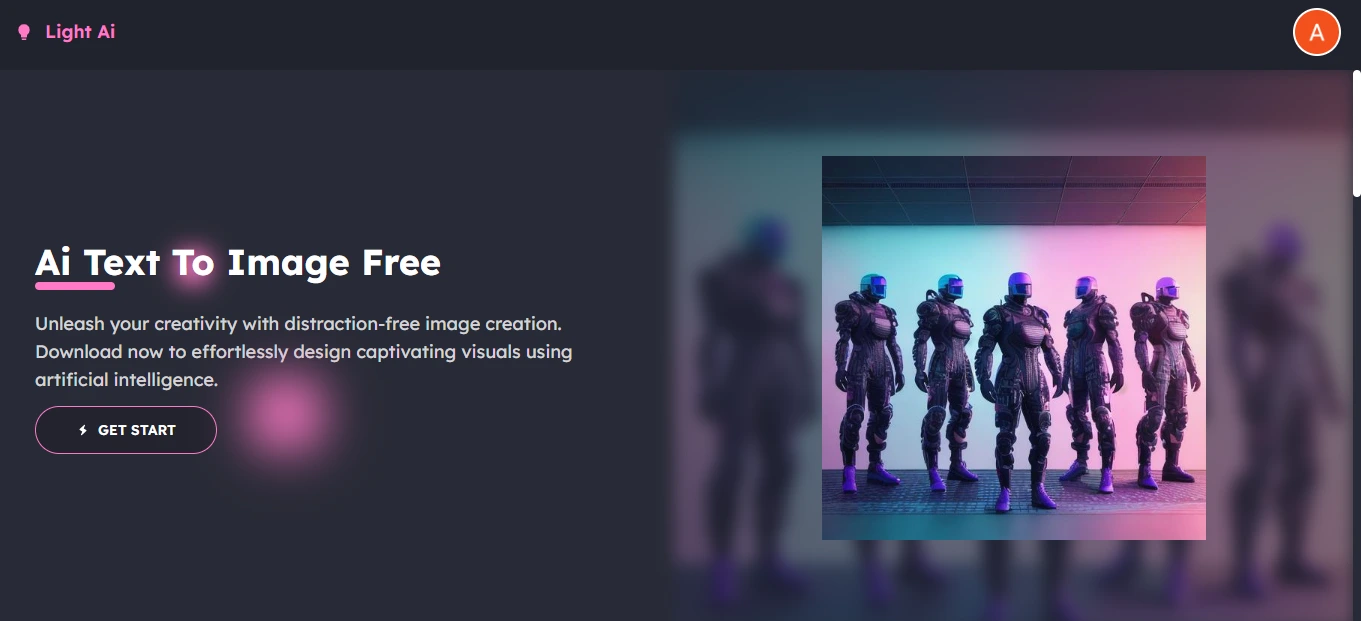 Light Ai
A
Ai Text To Image Free
Unleash your creativity with distraction-free image creation.
Download now to effortlessly design captivating visuals using
artificial intelligence.
GET START